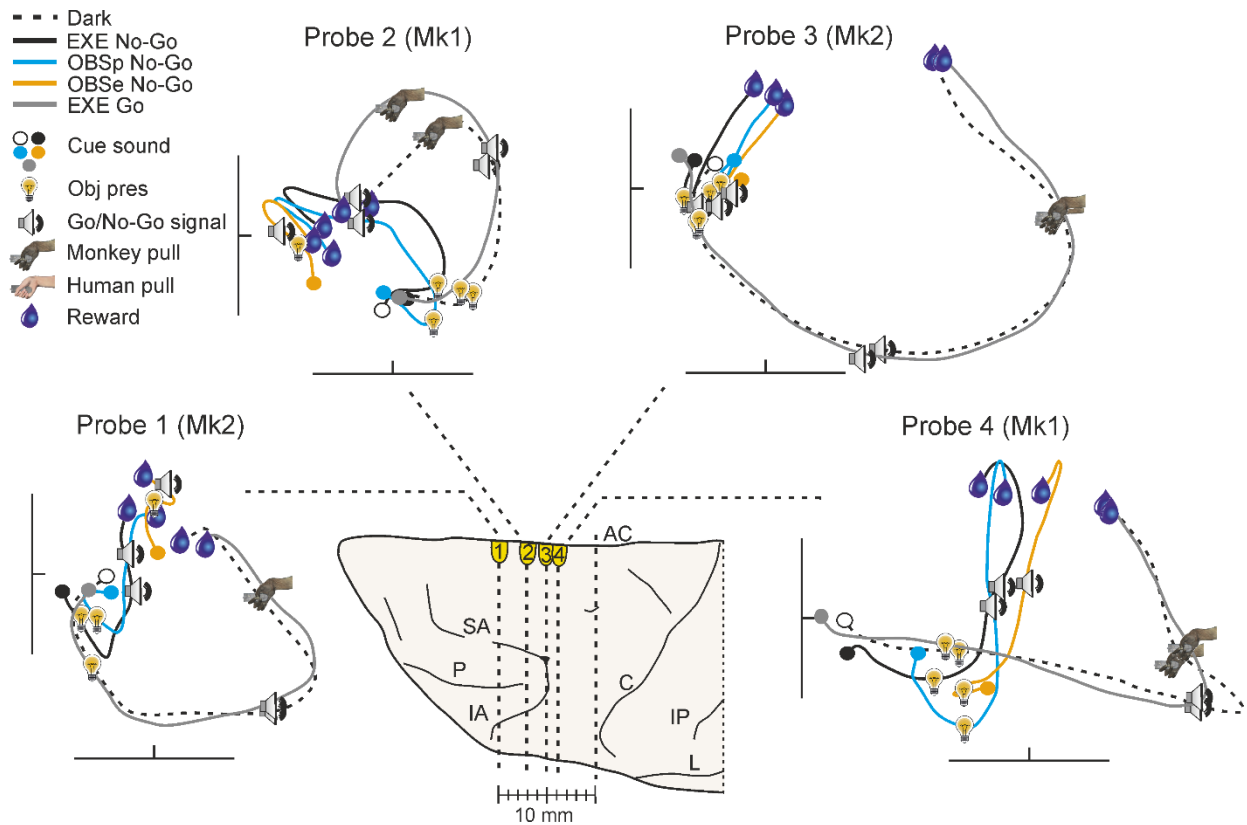 Dark
EXE No-Go
OBSp No-Go
OBSe No-Go
EXE Go
Cue sound
Obj pres
Go/No-Go signal
Monkey pull
Human pull
Reward
Probe 2 (Mk1)
Probe 3 (Mk2)
Probe 1 (Mk2)
Probe 4 (Mk1)
AC
1 2 3 4
SA
P
C
IA
IP
L
10 mm